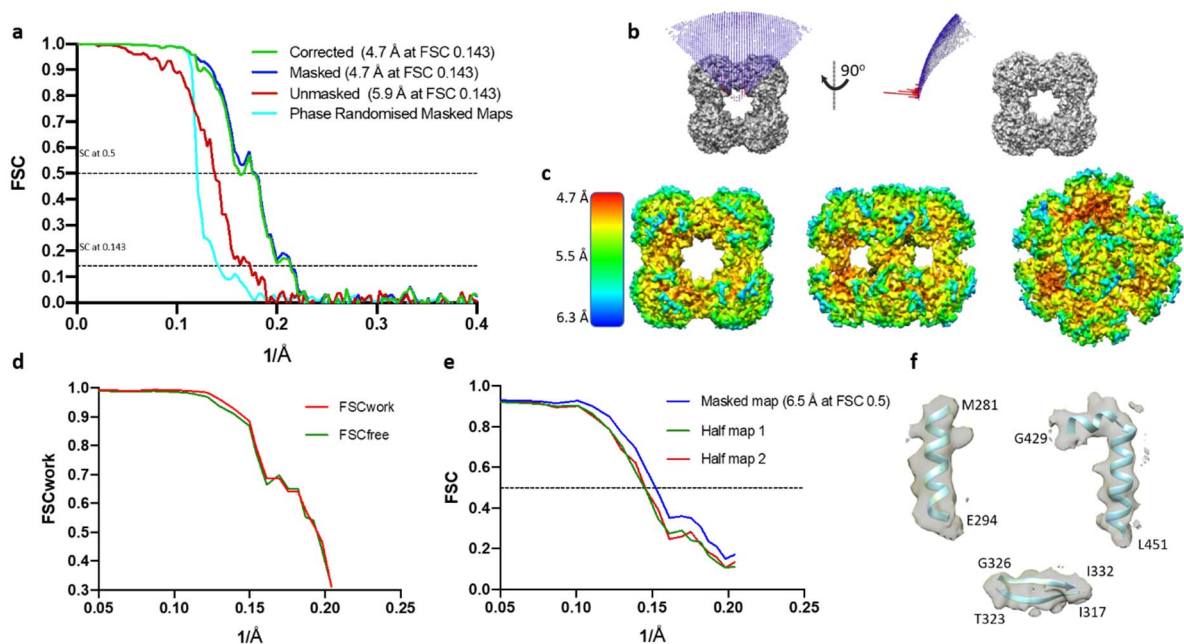 a
1.0
0.9
0.8
0.7
0.6
0.5
0.4
0.3
0.2
0.1
0.0
FSC
Corrected (4.7 Å at FSC 0.143)
Masked (4.7 Å at FSC 0.143)
Unmasked (5.9 Å at FSC 0.143)
Phase Randomised Masked Maps
SC at 0.5
SC at 0.143
0.0 0.1 0.2 0.3 0.4
1/Å
b
90º
c
4.7 Å
5.5 Å
6.3 Å
d
1.0
0.9
0.8
0.7
0.6
0.5
0.4
0.3
FSCwork
FSCwork
FSCfree
0.05 0.10 0.15 0.20 0.25
1/Å
e
1.0
0.8
0.6
0.4
0.2
0.0
FSC
Masked map (6.5 Å at FSC 0.5)
Half map 1
Half map 2
0.05 0.10 0.15 0.20 0.25
1/Å
f
M281
E294
G429
L451
G326
I332
T323
I317